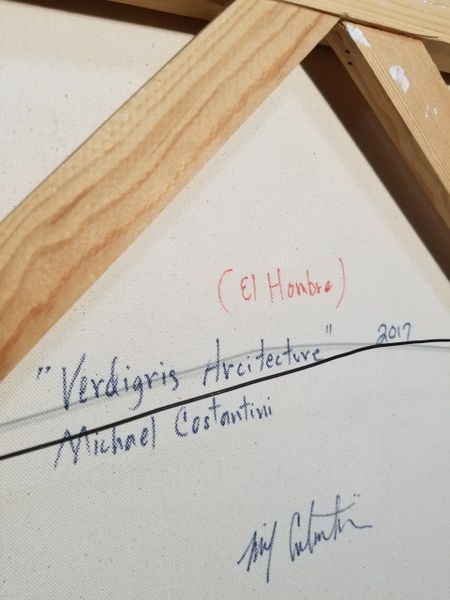 (El Hombre)
"Verdigris Arcitecture" 2017
Michael Costantini